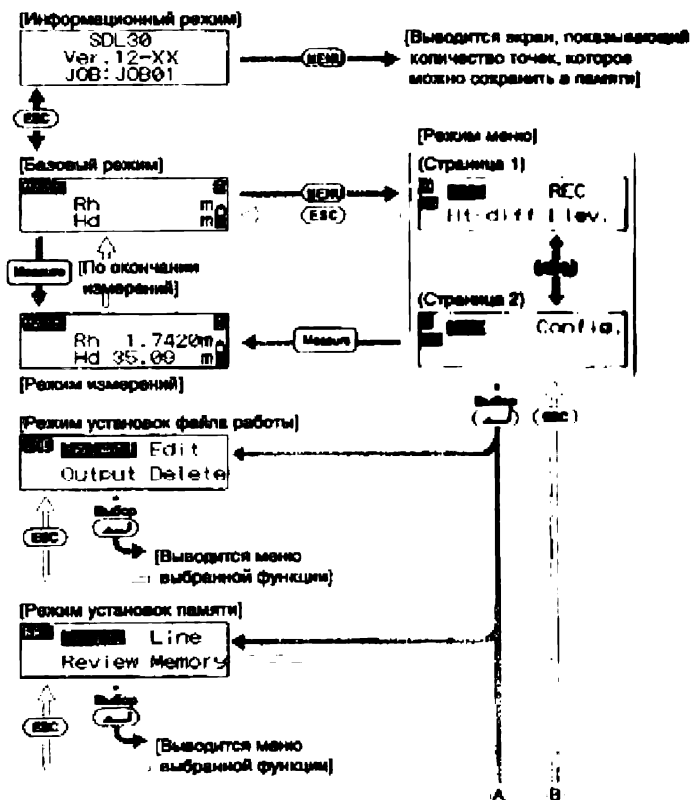 [Информационный режим]
SDL30
Ver.12-XX
JOB:JOB01
MENU
[Выводится экран, показывающий
количество точек, которое
можно сохранить в памяти]
ESC
[Базовый режим]
Rh m
Hd m
MENU
(ESC)
[Режим меню]
(Страница 1)
REC
Ht-diff Elev.
(Страница 2)
Config.
Measure
[По окончании
измерений]
Rh 1.7420m
Hd 35.09 m
Measure
[Режим измерений]
Выбор
(ESC)
[Режим установок файла работы]
Edit
Output Delete
ESC
Выбор
[Выводится меню
выбранной функции]
[Режим установок памяти]
Line
Review Memory
ESC
Выбор
[Выводится меню
выбранной функции]
A B